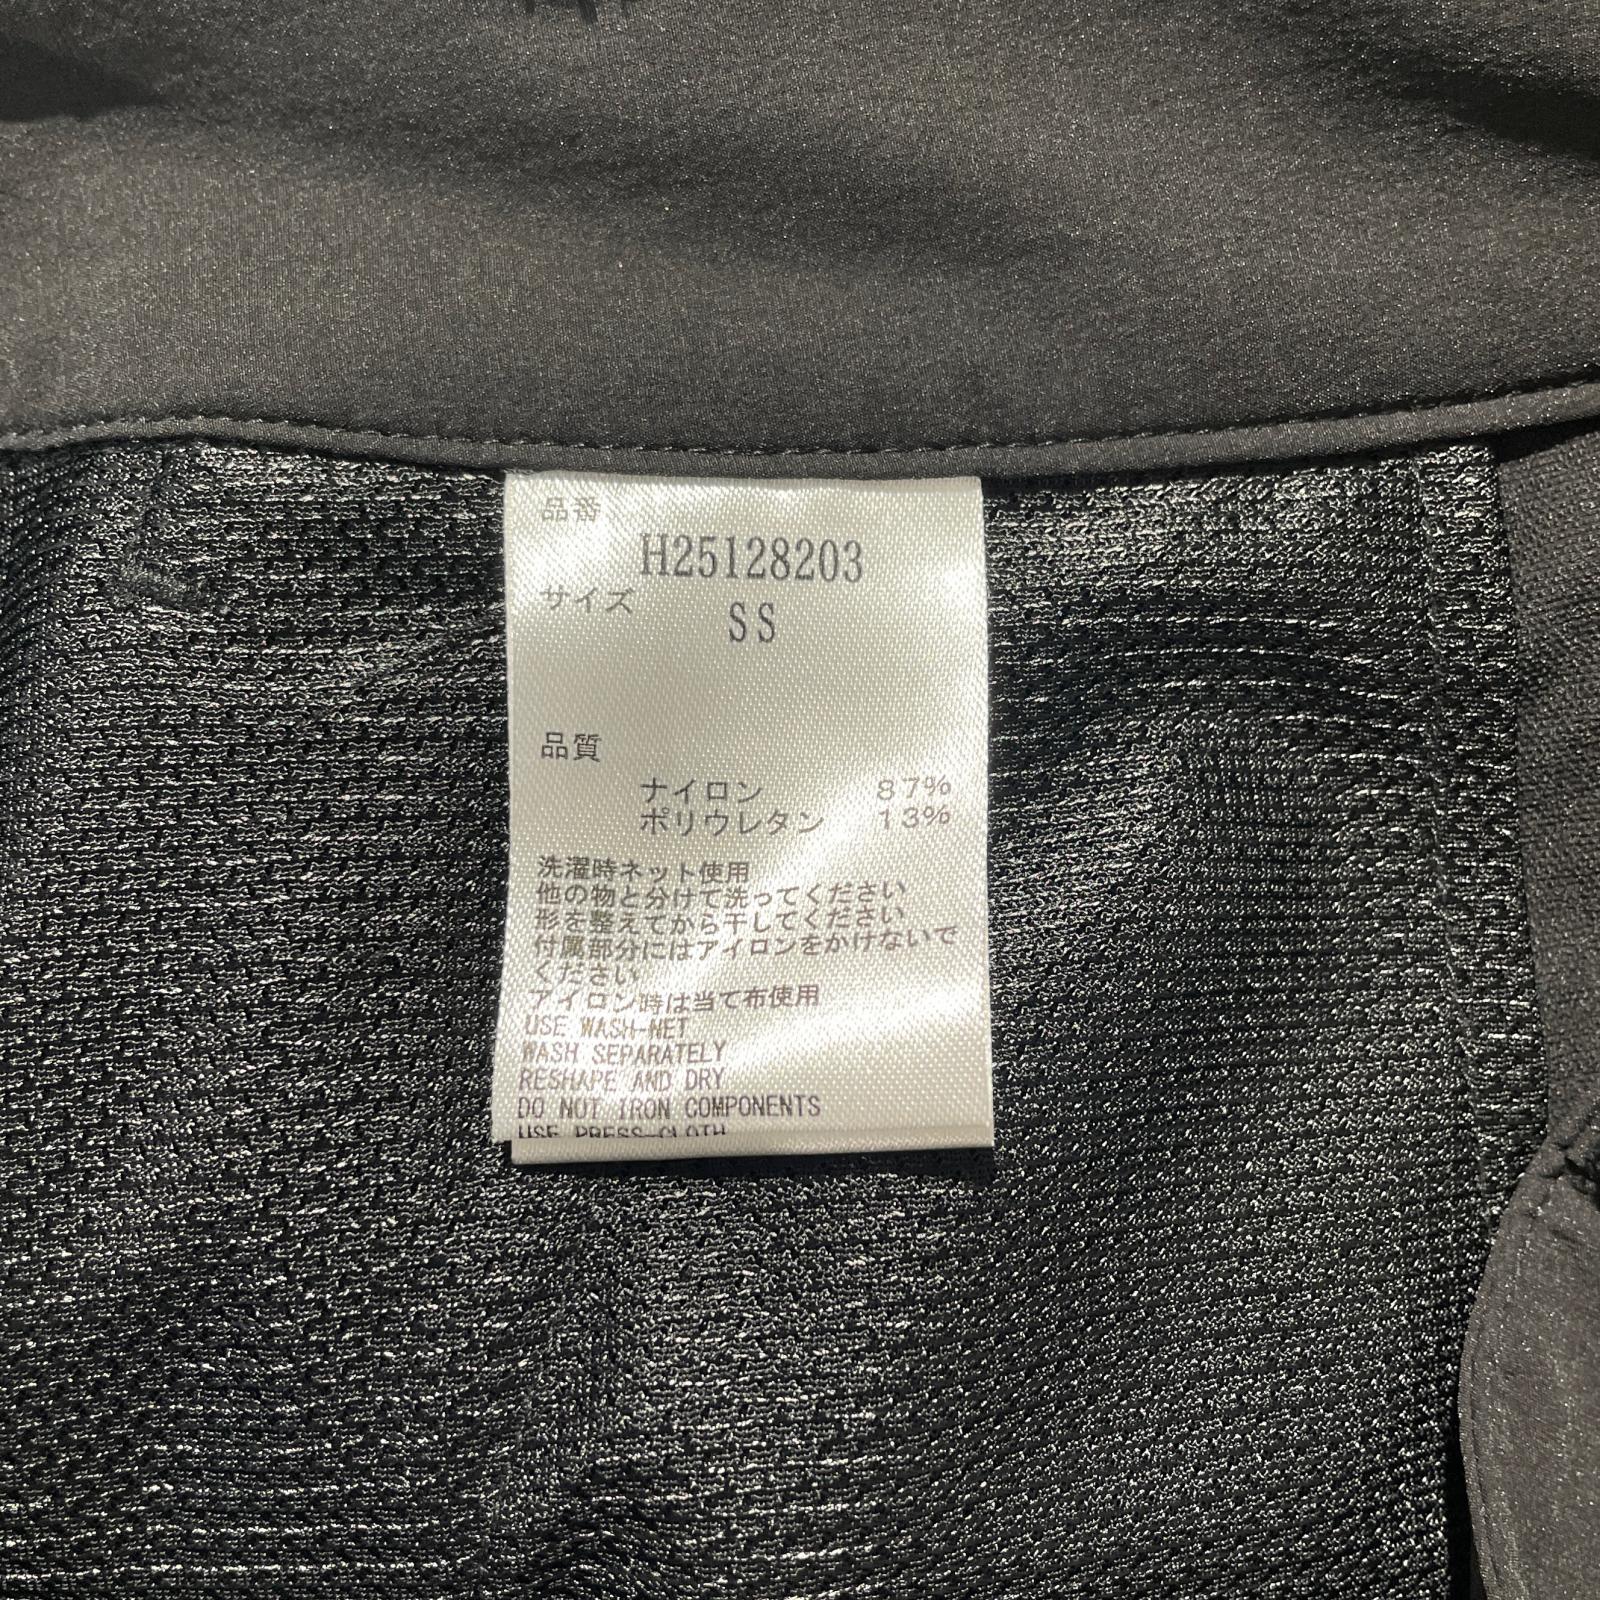 品番
H25128203
サイズ
SS
品質
ナイロン 87%
ポリウレタン 13%
洗濯時ネット使用
他の物と分けて洗ってください
形を整えてから干してください
付属部分にはアイロンをかけないで
ください
アイロン時は当て布使用
USE WASH-NET
WASH SEPARATELY
RESHAPE AND DRY
DO NOT IRON COMPONENTS
USE PRESS-CLOTH